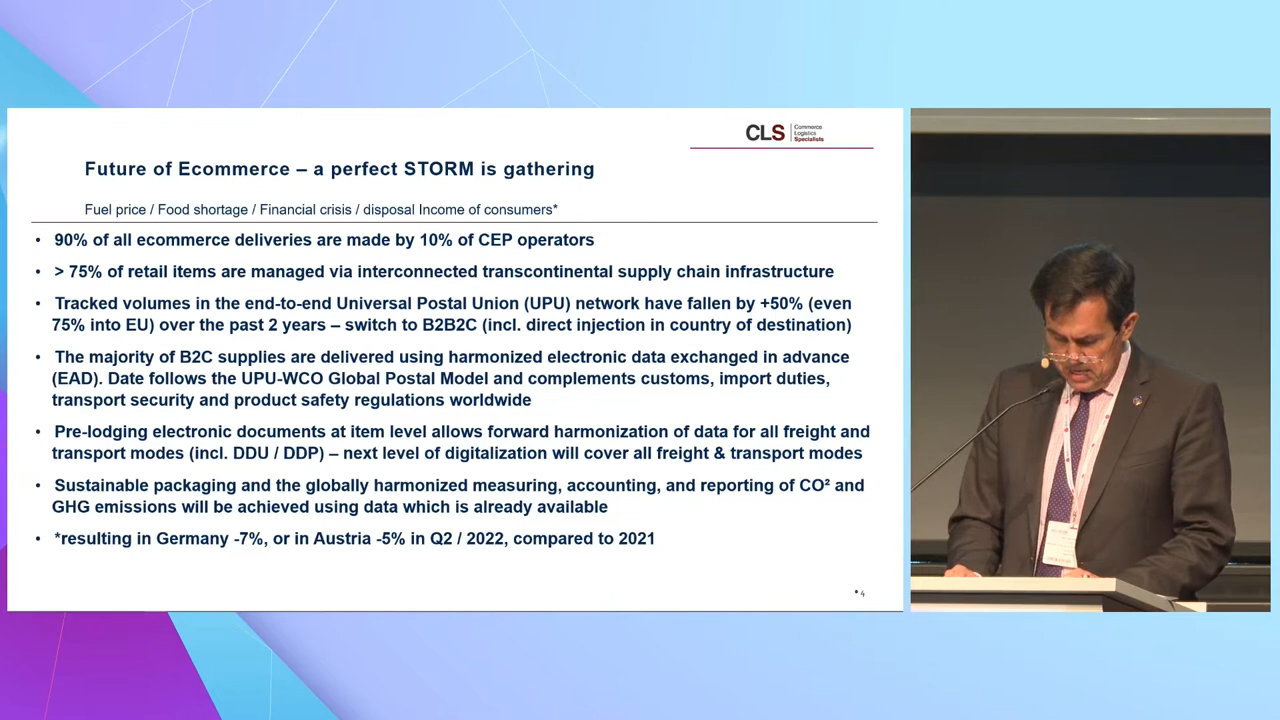 CLS Commerce
Logistics
Specialists
Future of Ecommerce – a perfect STORM is gathering
Fuel price / Food shortage / Financial crisis / disposal Income of consumers*
• 90% of all ecommerce deliveries are made by 10% of CEP operators
• > 75% of retail items are managed via interconnected transcontinental supply chain infrastructure
• Tracked volumes in the end-to-end Universal Postal Union (UPU) network have fallen by +50% (even
75% into EU) over the past 2 years – switch to B2B2C (incl. direct injection in country of destination)
• The majority of B2C supplies are delivered using harmonized electronic data exchanged in advance
(EAD). Date follows the UPU-WCO Global Postal Model and complements customs, import duties,
transport security and product safety regulations worldwide
• Pre-lodging electronic documents at item level allows forward harmonization of data for all freight and
transport modes (incl. DDU / DDP) – next level of digitalization will cover all freight & transport modes
• Sustainable packaging and the globally harmonized measuring, accounting, and reporting of CO² and
GHG emissions will be achieved using data which is already available
• *resulting in Germany -7%, or in Austria -5% in Q2 / 2022, compared to 2021
• 4